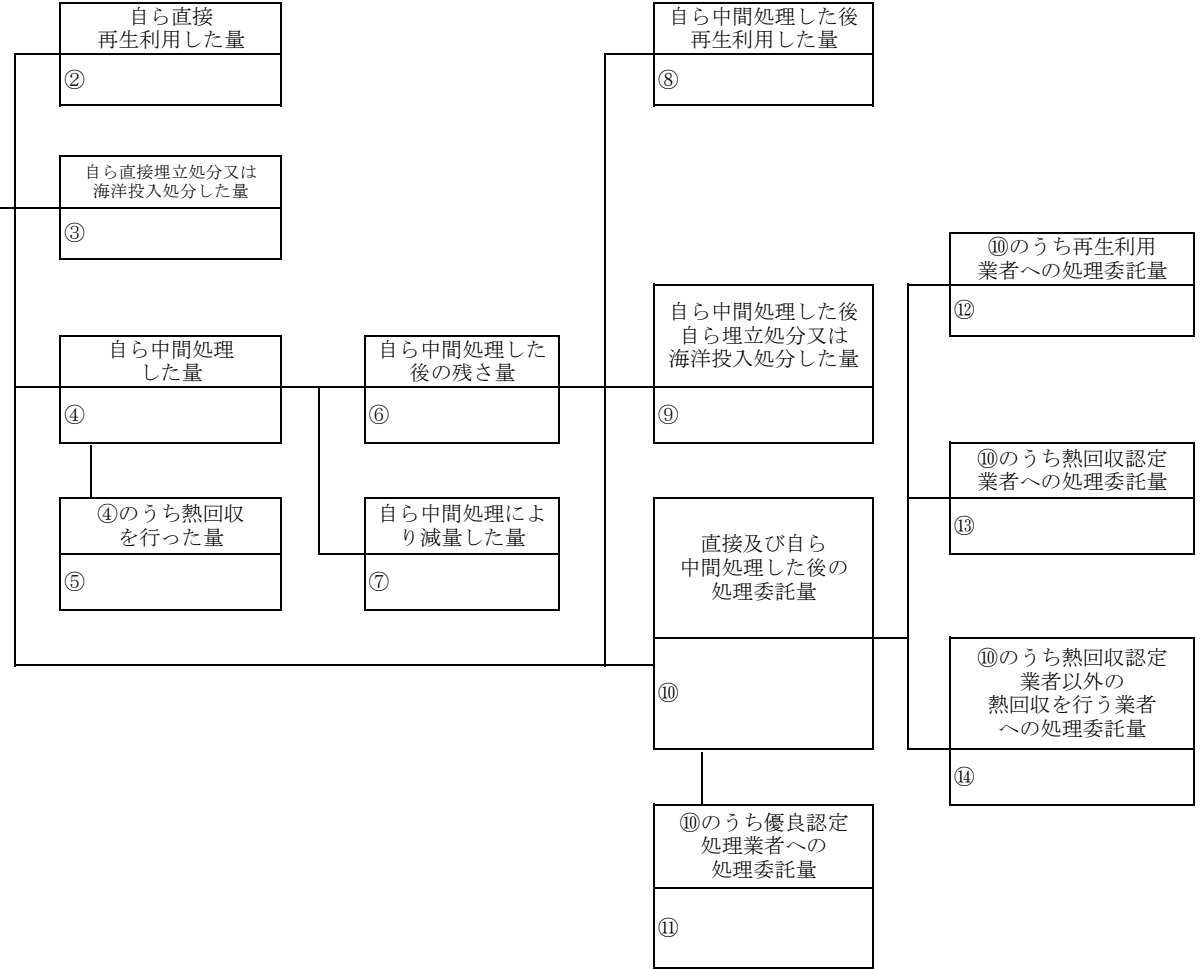 自ら直接
再生利用した量
②
自ら直接埋立処分又は
海洋投入処分した量
③
自ら中間処理
した量
④
④のうち熱回収
を行った量
⑤
自ら中間処理した
後の残さ量
⑥
自ら中間処理によ
り減量した量
⑦
自ら中間処理した後
再生利用した量
⑧
自ら中間処理した後
自ら埋立処分又は
海洋投入処分した量
⑨
直接及び自ら
中間処理した後の
処理委託量
⑩
⑩のうち優良認定
処理業者への
処理委託量
⑪
⑩のうち再生利用
業者への処理委託量
⑫
⑩のうち熱回収認定
業者への処理委託量
⑬
⑩のうち熱回収認定
業者以外の
熱回収を行う業者
への処理委託量
⑭